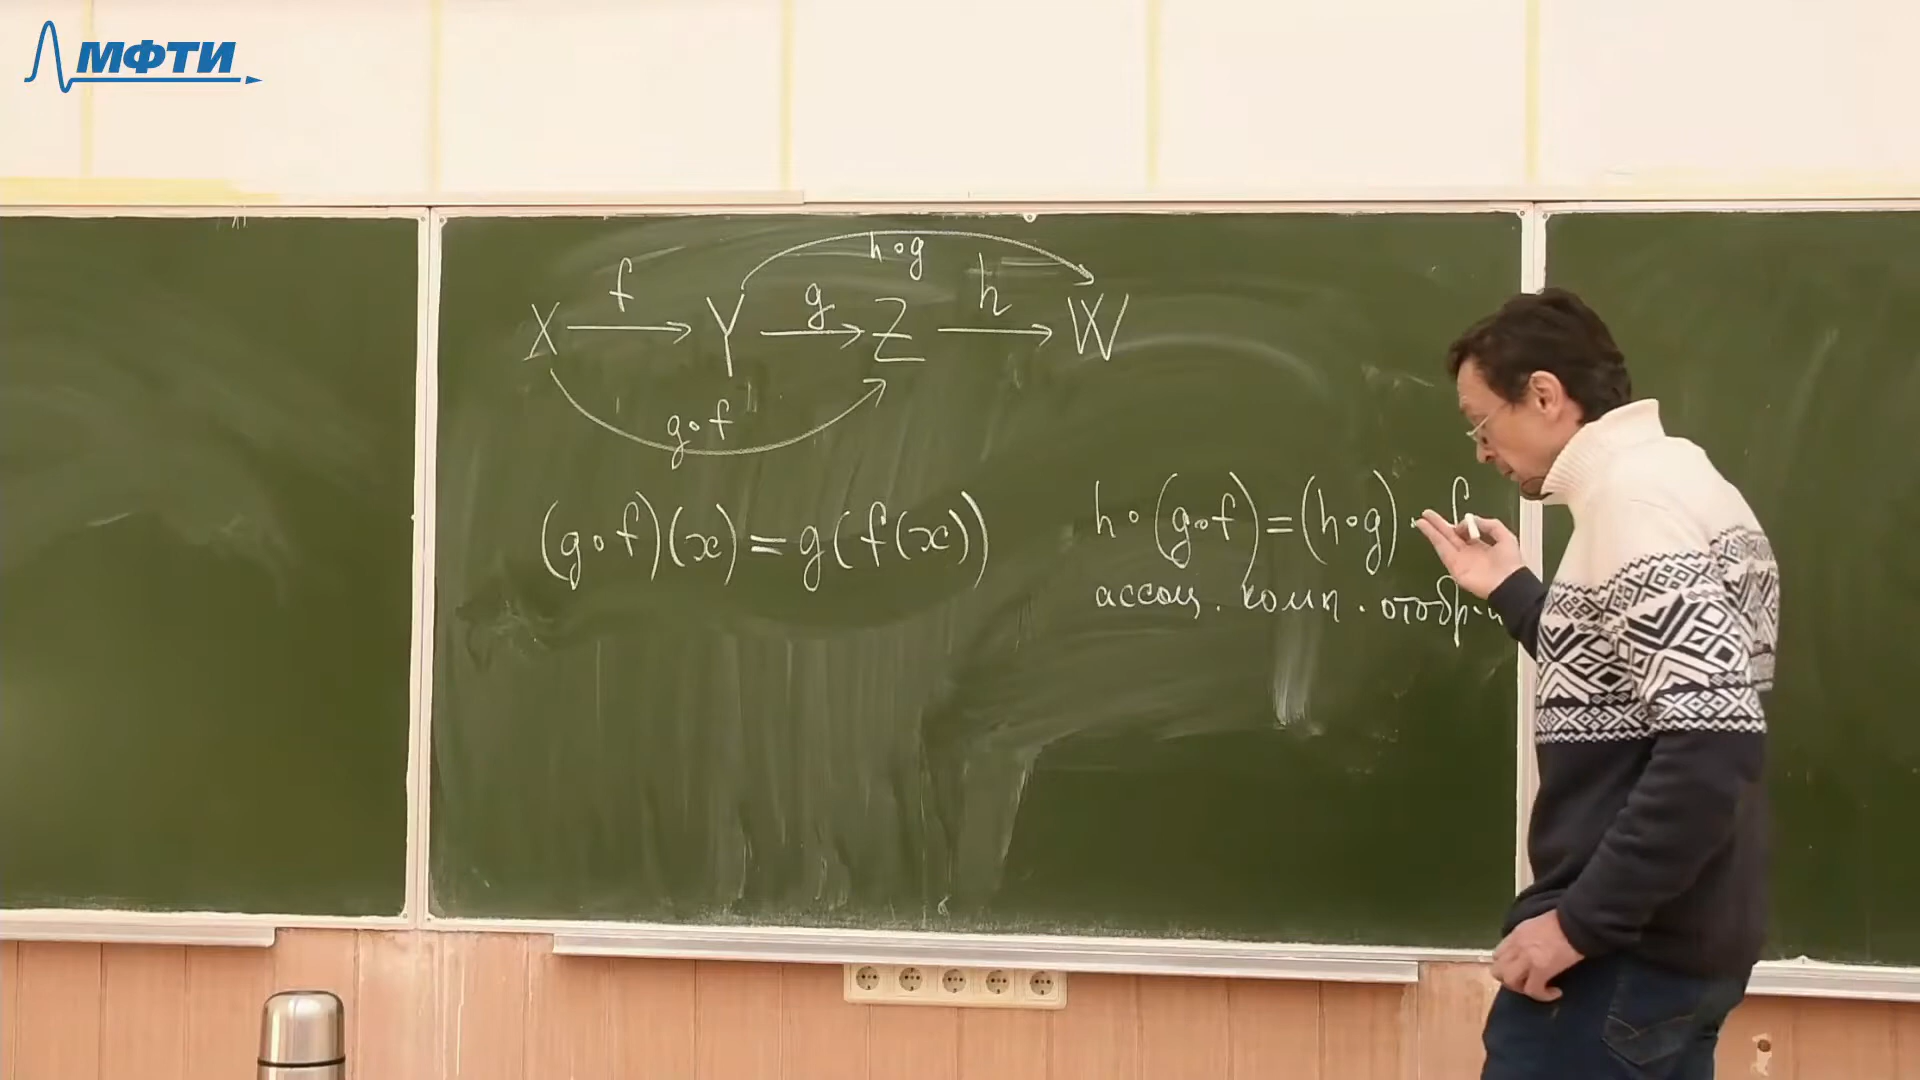 МФТИ
h∘g
X —f→ Y —g→ Z —h→ W
g∘f
(g∘f)(x) = g(f(x))
h∘(g∘f) = (h∘g)∘f
ассоц. комп. отобр-й